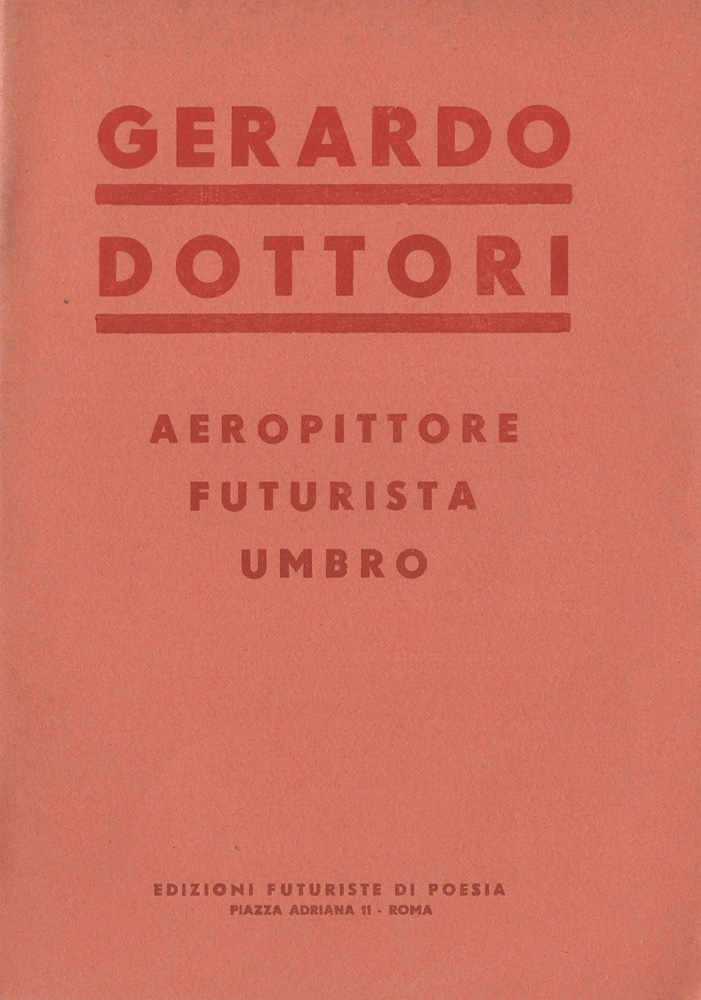 GERARDO
DOTTORI
AEROPITTORE
FUTURISTA
UMBRO
EDIZIONI FUTURISTE DI POESIA
PIAZZA ADRIANA 11 - ROMA